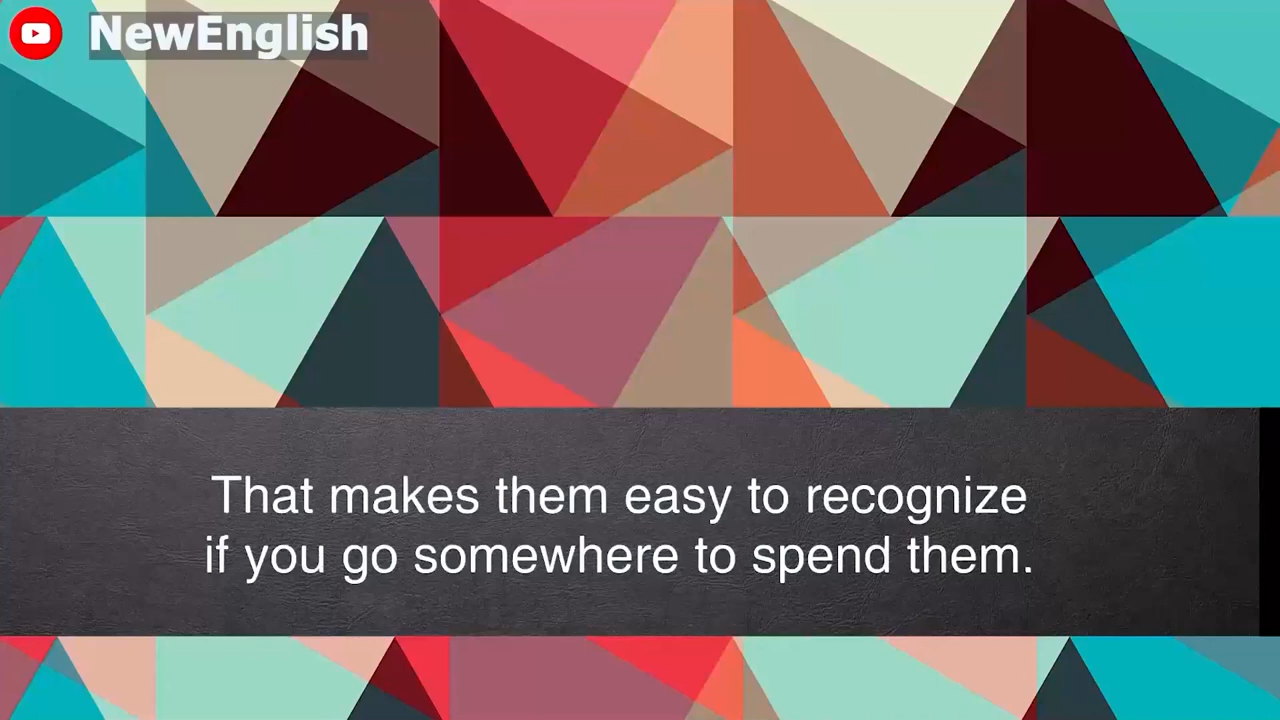 NewEnglish
That makes them easy to recognize
if you go somewhere to spend them.